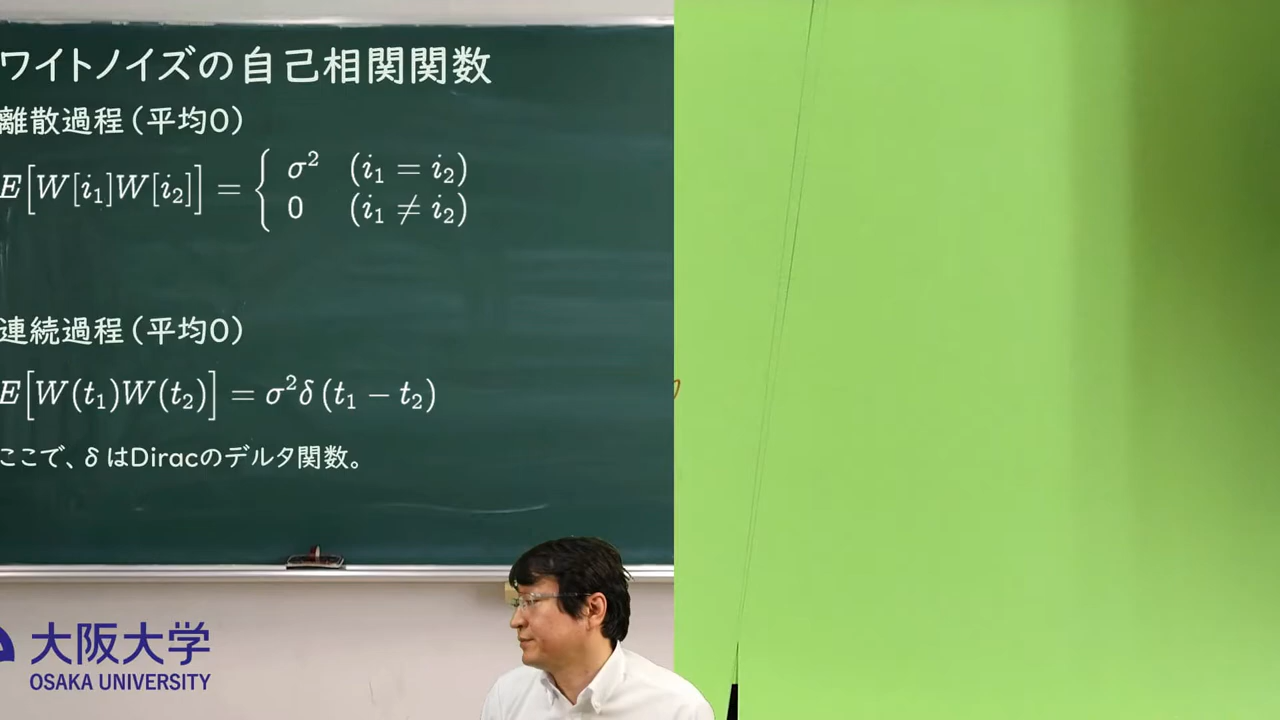 ワイトノイズの自己相関関数
離散過程(平均0)
E[W[i₁]W[i₂]] = { σ² (i₁ = i₂)
0 (i₁ ≠ i₂)
連続過程(平均0)
E[W(t₁)W(t₂)] = σ²δ(t₁ − t₂)
ここで、δはDiracのデルタ関数。
大阪大学
OSAKA UNIVERSITY